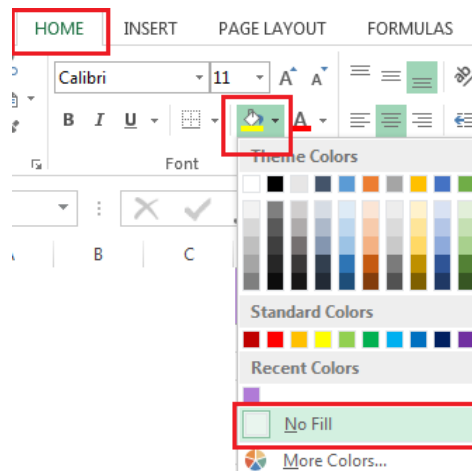 HOME INSERT PAGE LAYOUT FORMULAS
Calibri 11 A A
B I U A
Font
Theme Colors
B C
Standard Colors
Recent Colors
No Fill
More Colors...